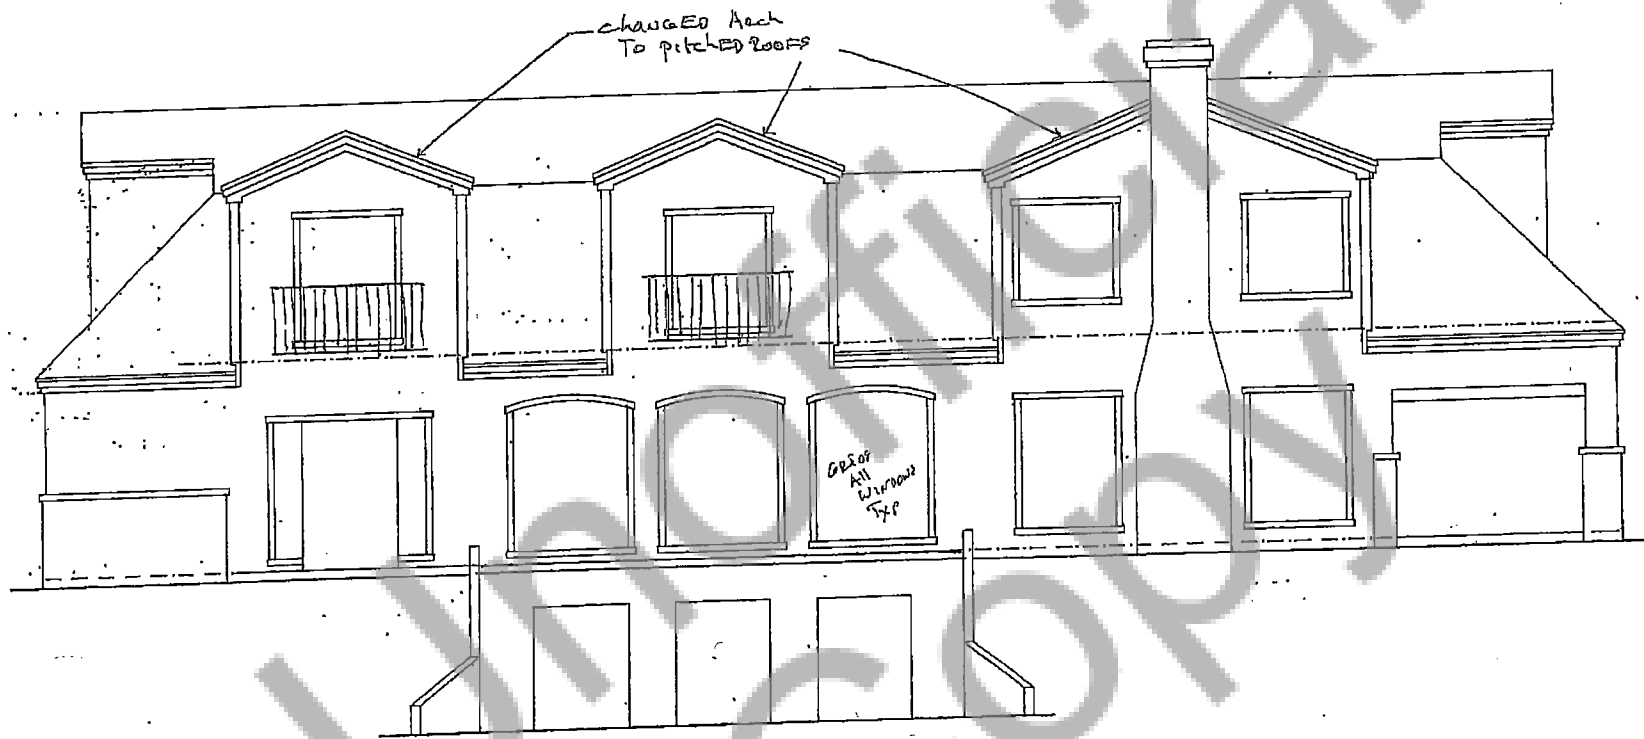 changed Arch
To pitched Roofs
GRIDS
All
WINDOWS
Typ
Unofficial
Copy